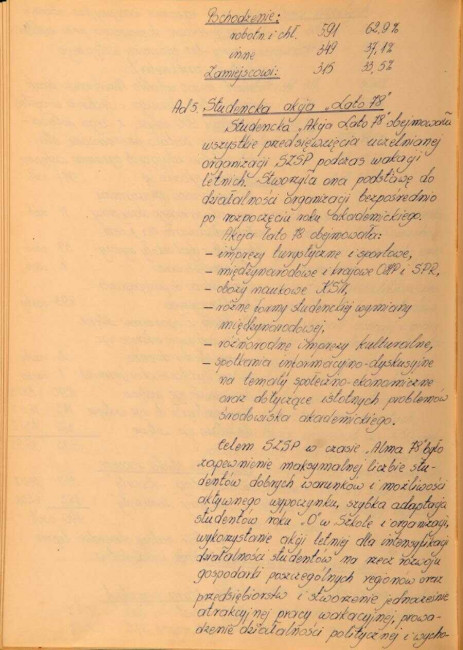 Pochodzenie:
robotn. i chł. 591 62,9%
inne 349 37,1%
Zamiejscowi: 315 33,5%
Ad 5. Studencka akcja „Lato 78"
Studencka „Akcja Lato 78" obejmowała
wszystkie przedsięwzięcia uczelnianej
organizacji SZSP podczas wakacji
letnich. Stworzyła ona podstawę do
działalności organizacji bezpośrednio
po rozpoczęciu roku akademickiego.
Akcja lato 78 obejmowała:
– imprezy turystyczne i sportowe,
– międzynarodowe i krajowe OHP i SPR,
– obozy naukowe KSN,
– różne formy studenckiej wymiany
międzynarodowej,
– różnorodne imprezy kulturalne,
– spotkania informacyjno-dyskusyjne
na tematy społeczno-ekonomiczne
oraz dotyczące istotnych problemów
środowiska akademickiego.
Celem SZSP w czasie „Alma 78" było
zapewnienie maksymalnej liczbie stu-
dentów dobrych warunków i możliwości
aktywnego wypoczynku, szybka adaptacja
studentów roku „0" w Szkole i organizacji,
wykorzystanie akcji letniej dla intensyfikacji
działalności studentów na rzecz rozwoju
gospodarki poszczególnych regionów oraz
przedsiębiorstw i stworzenie jednocześnie
atrakcyjnej pracy wakacyjnej, prowa-
dzenie działalności politycznej i wycho-